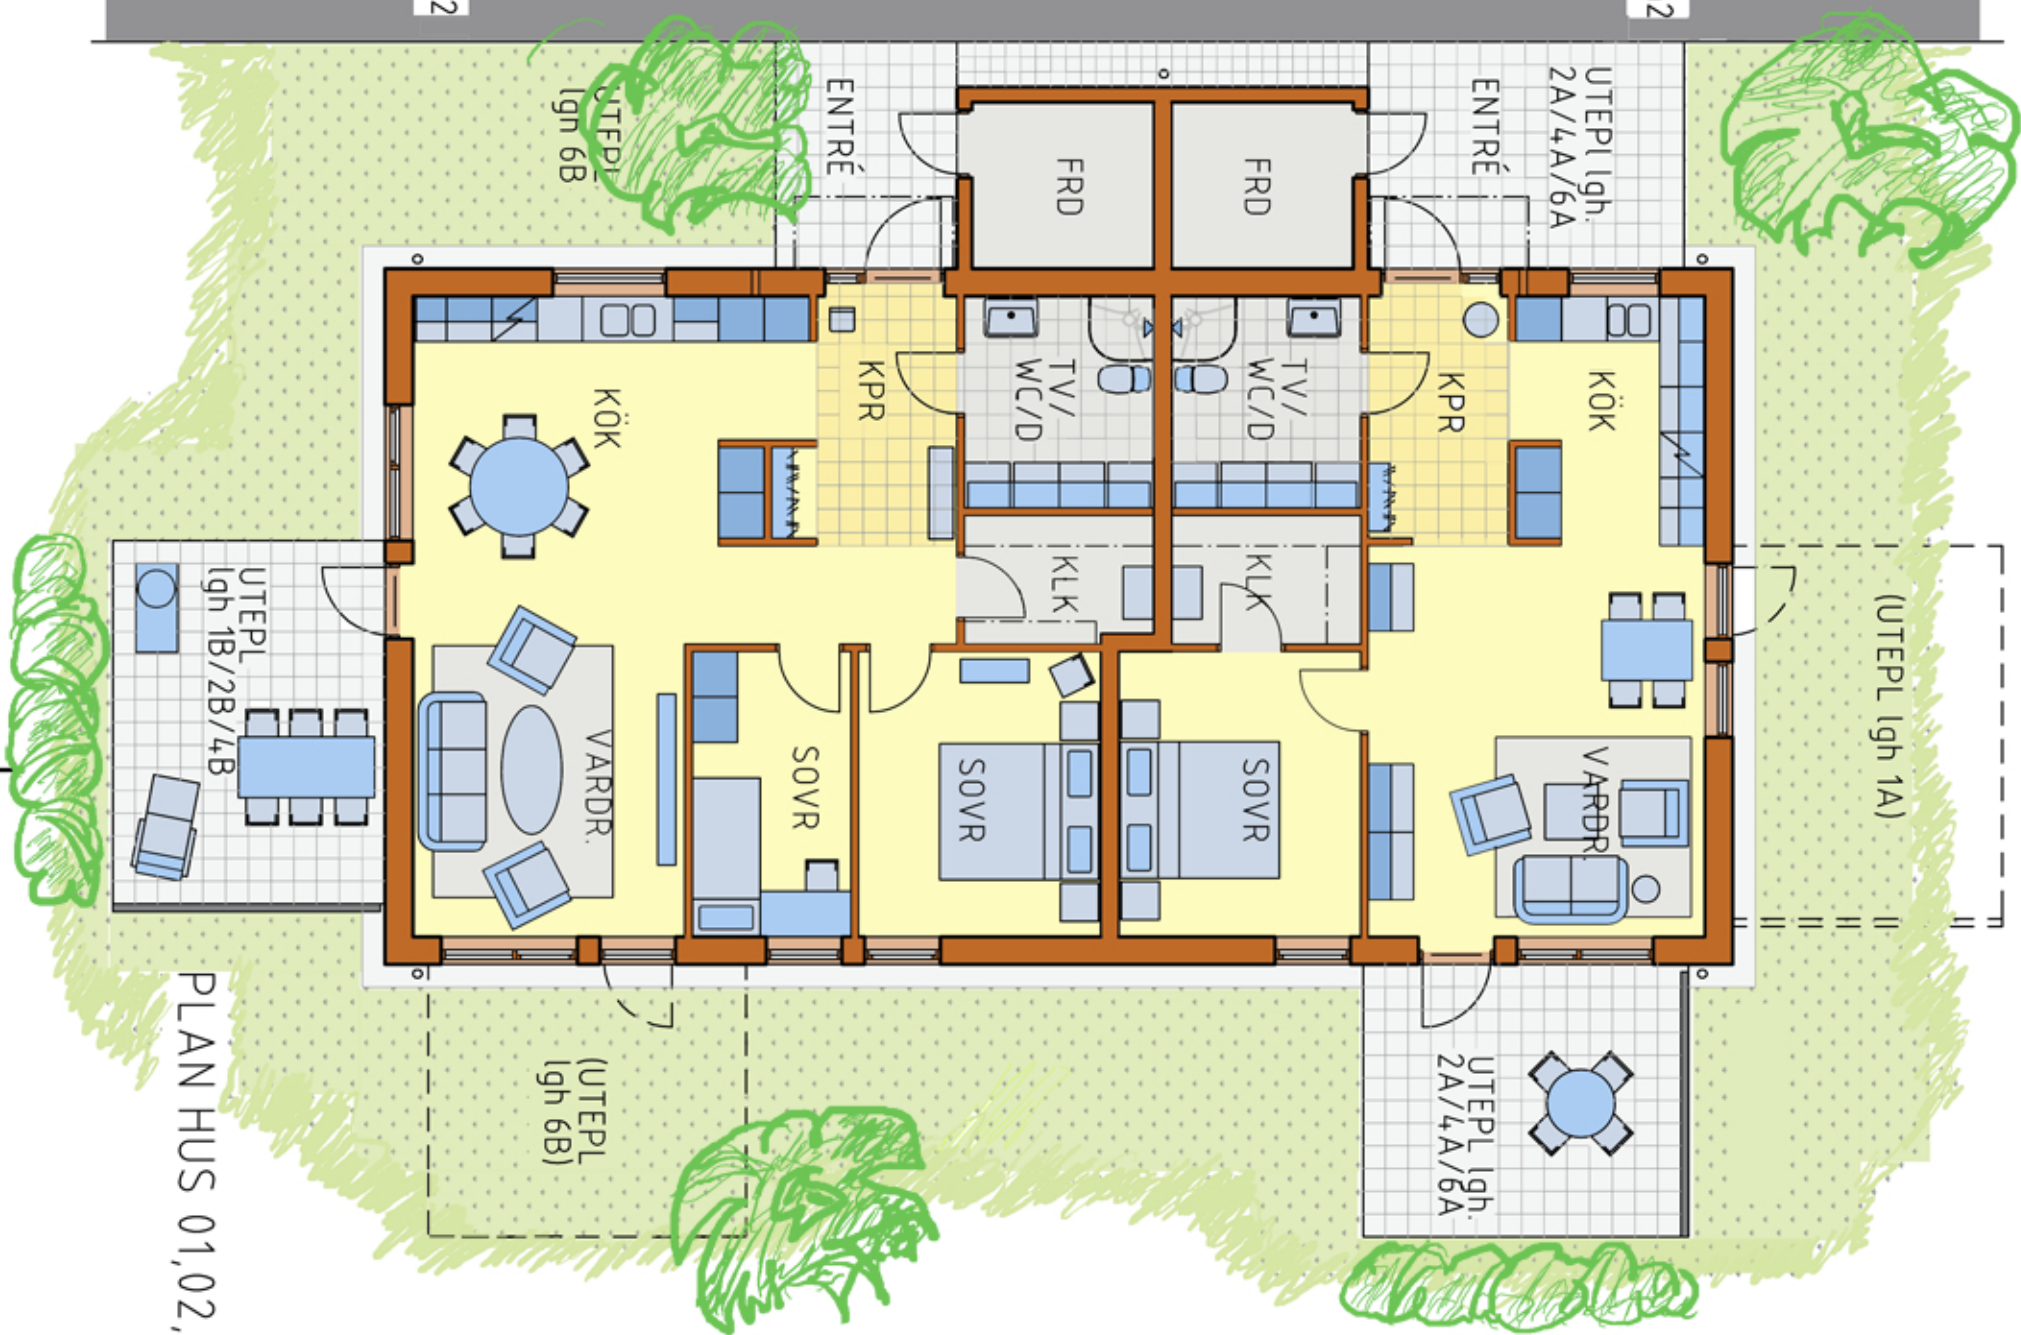 2
2
UTEPL
lgh 6B
ENTRÉ
FRD
FRD
ENTRÉ
UTEPL lgh.
2A/4A/6A
KÖK
KPR
TV/
WC/D
TV/
WC/D
KPR
KÖK
KLK
KLK
UTEPL
lgh 1B/2B/4B
VARDR.
SOVR
SOVR
SOVR
VARDR.
(UTEPL lgh 1A)
(UTEPL
lgh 6B)
UTEPL lgh.
2A/4A/6A
PLAN HUS 01,02,